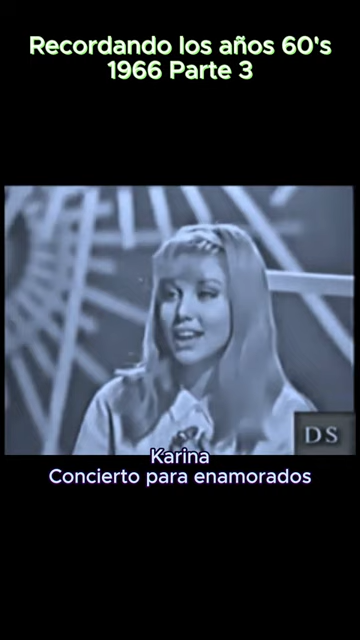 Recordando los años 60's
1966 Parte 3
DS
Karina
Concierto para enamorados